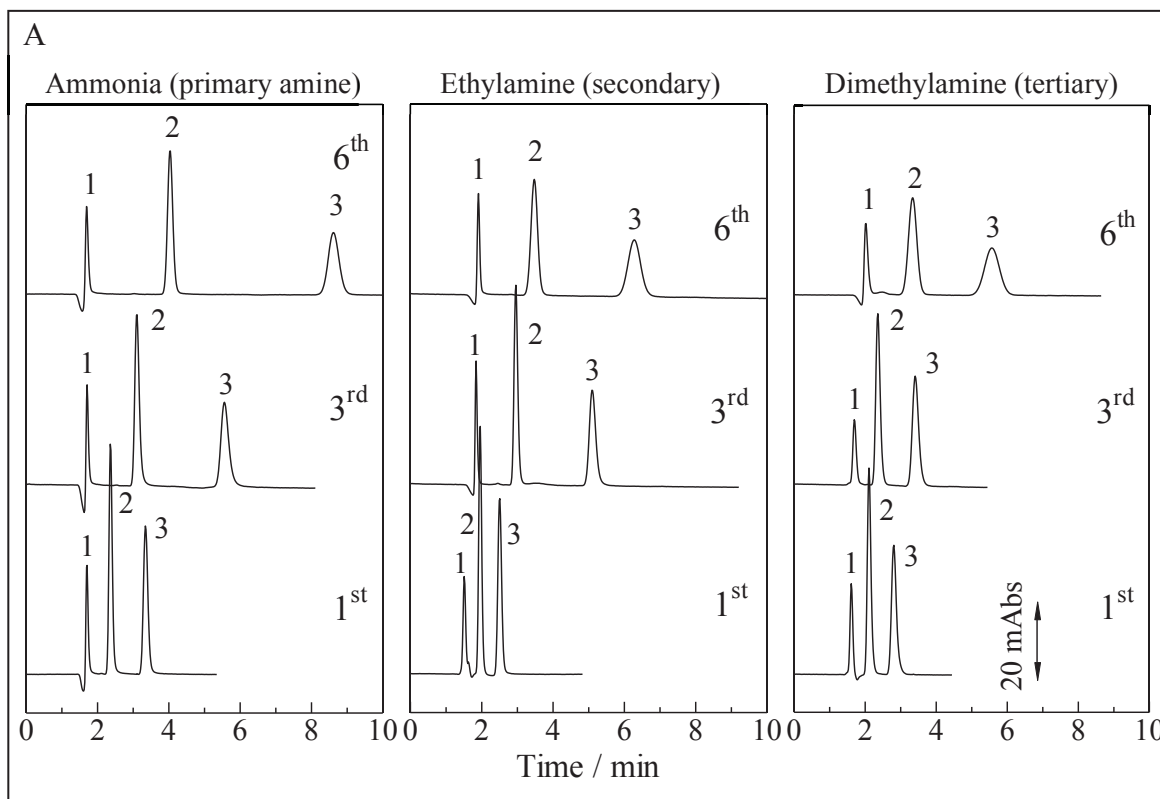 A
Ammonia (primary amine)
Ethylamine (secondary)
Dimethylamine (tertiary)
1 2 3 6th
1 2 3 6th
1 2 3 6th
1 2 3 3rd
1 2 3 3rd
1 2 3 3rd
1 2 3 1st
1 2 3 1st
1 2 3 1st
20 mAbs
0 2 4 6 8 10
0 2 4 6 8 10
0 2 4 6 8 10
Time / min